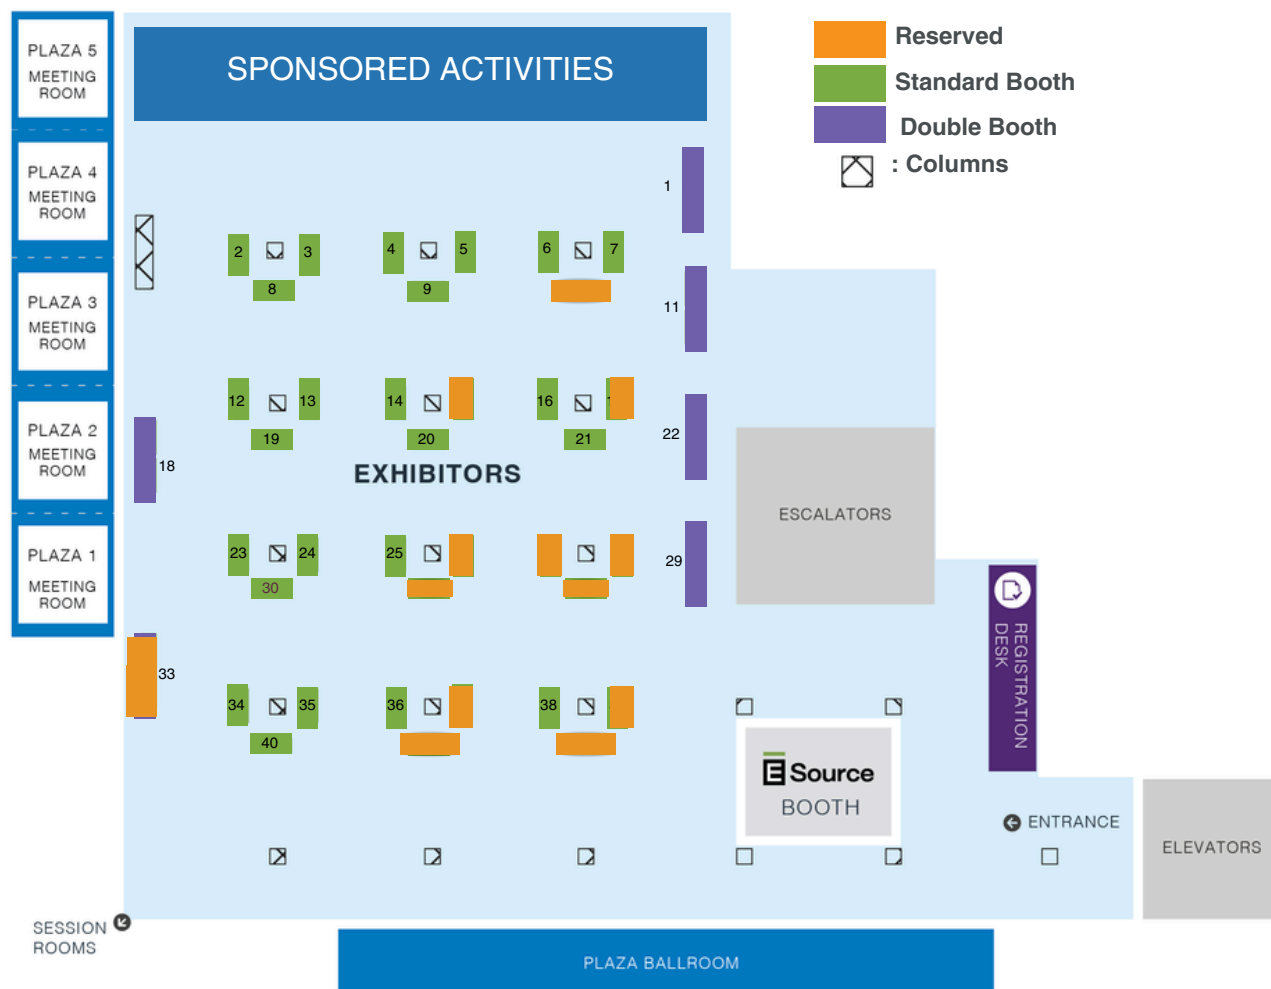 PLAZA 5
MEETING
ROOM
PLAZA 4
MEETING
ROOM
PLAZA 3
MEETING
ROOM
PLAZA 2
MEETING
ROOM
PLAZA 1
MEETING
ROOM
SPONSORED ACTIVITIES
Reserved
Standard Booth
Double Booth
: Columns
1
2
3
4
5
6
7
8
9
11
12
13
14
16
19
20
21
22
18
EXHIBITORS
23
24
25
29
30
33
34
35
36
38
40
ESCALATORS
REGISTRATION
DESK
E Source
BOOTH
ENTRANCE
ELEVATORS
SESSION
ROOMS
PLAZA BALLROOM